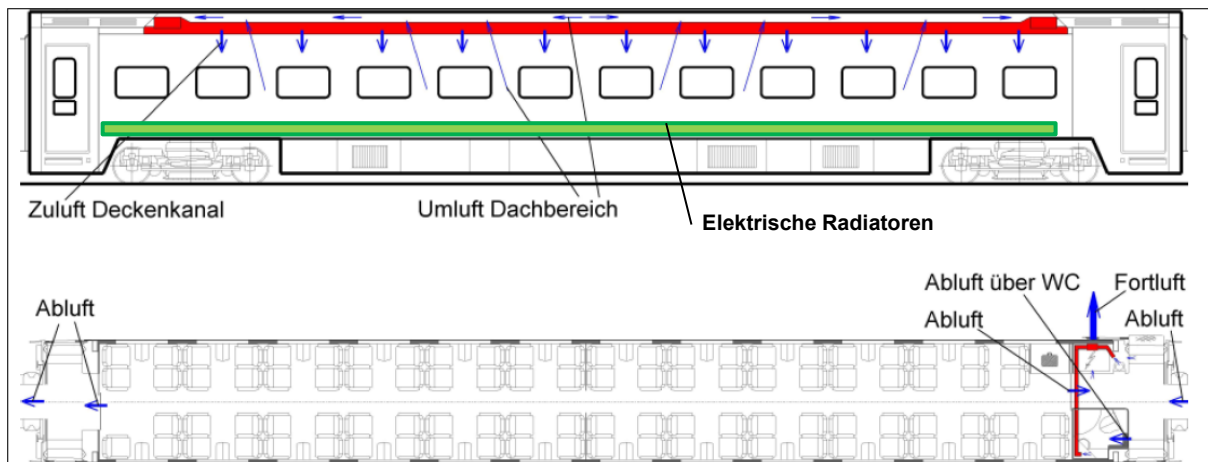 Zuluft Deckenkanal
Umluft Dachbereich
Elektrische Radiatoren
Abluft über WC
Fortluft
Abluft
Abluft
Abluft